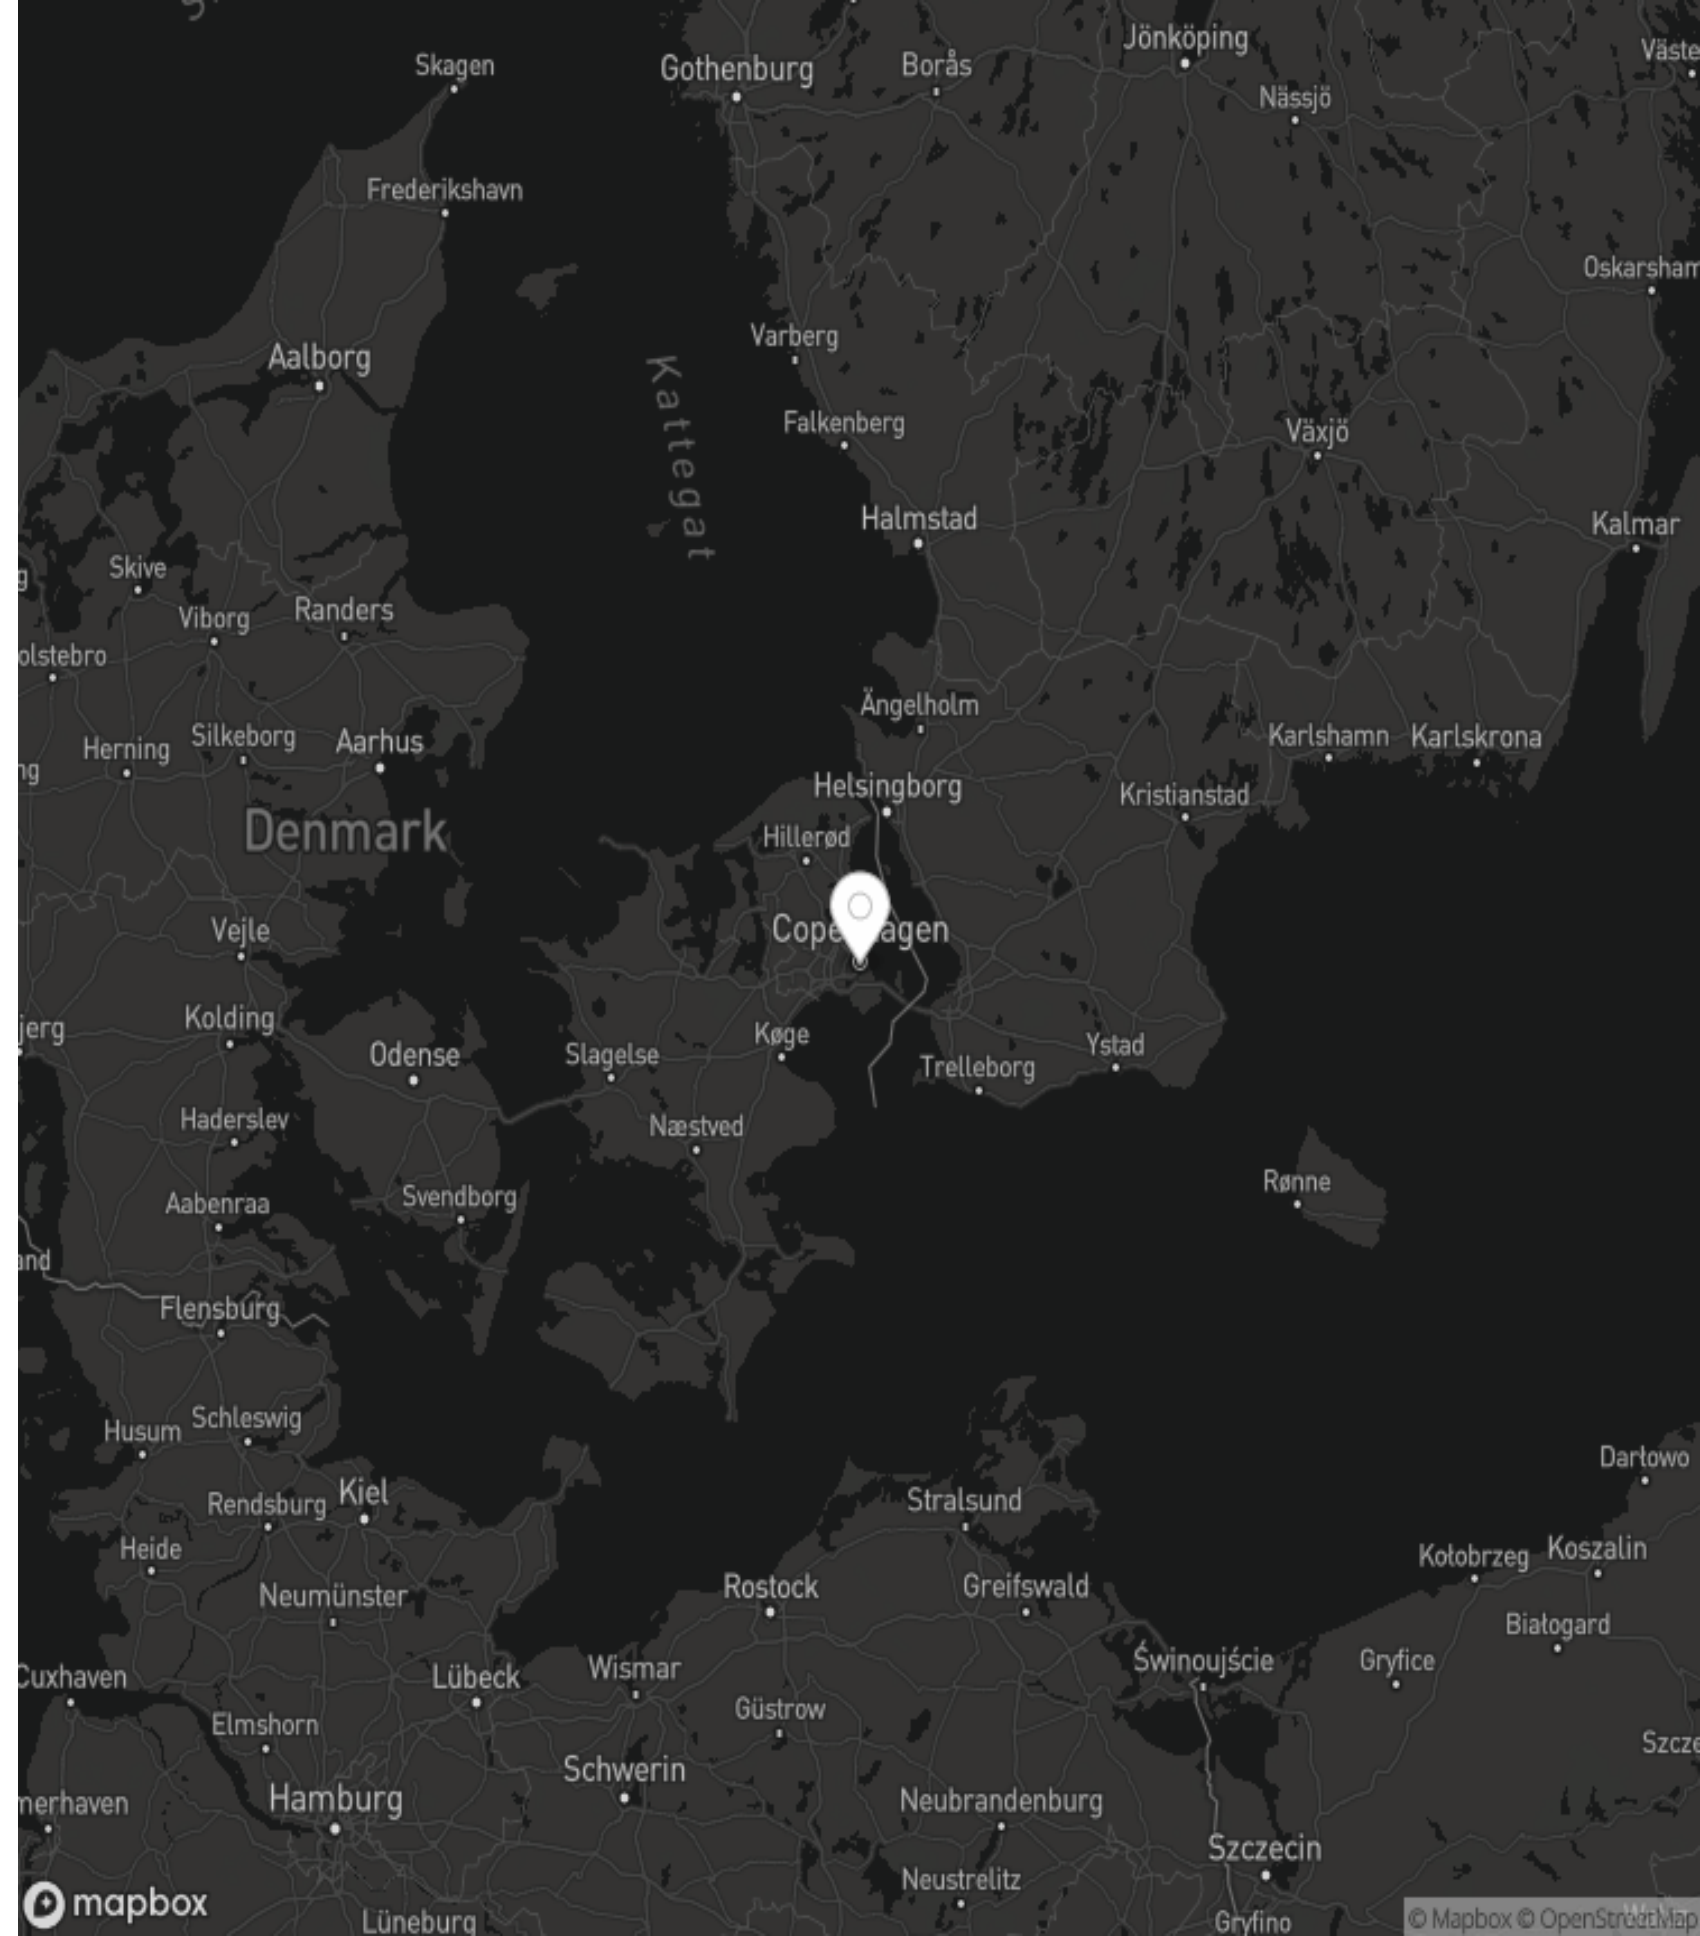 Skagen
Gothenburg
Borås
Jönköping
Nässjö
Frederikshavn
Varberg
Aalborg
Kattegat
Falkenberg
Växjö
Halmstad
Kalmar
Skive
Viborg
Randers
Ängelholm
Herning
Silkeborg
Aarhus
Karlshamn
Karlskrona
Helsingborg
Kristianstad
Denmark
Hillerød
Copenhagen
Vejle
Kolding
Odense
Slagelse
Køge
Trelleborg
Ystad
Haderslev
Næstved
Aabenraa
Svendborg
Rønne
Flensburg
Husum
Schleswig
Rendsburg
Kiel
Stralsund
Darłowo
Heide
Neumünster
Rostock
Greifswald
Kołobrzeg
Koszalin
Białogard
Cuxhaven
Lübeck
Wismar
Świnoujście
Gryfice
Elmshorn
Güstrow
Hamburg
Schwerin
Neubrandenburg
Szczecin
Neustrelitz
mapbox
Lüneburg
Gryfino
© Mapbox © OpenStreetMap